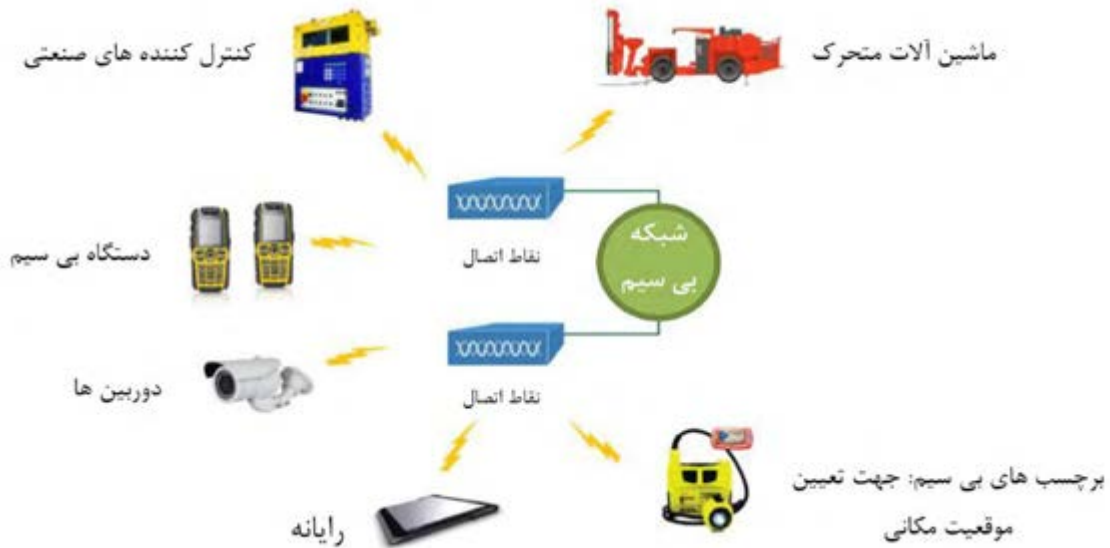 ماشین آلات متحرک
کنترل کننده های صنعتی
شبکه
بی سیم
نقاط اتصال
دستگاه بی سیم
نقاط اتصال
دوربین ها
برچسب های بی سیم: جهت تعیین
موقعیت مکانی
رایانه